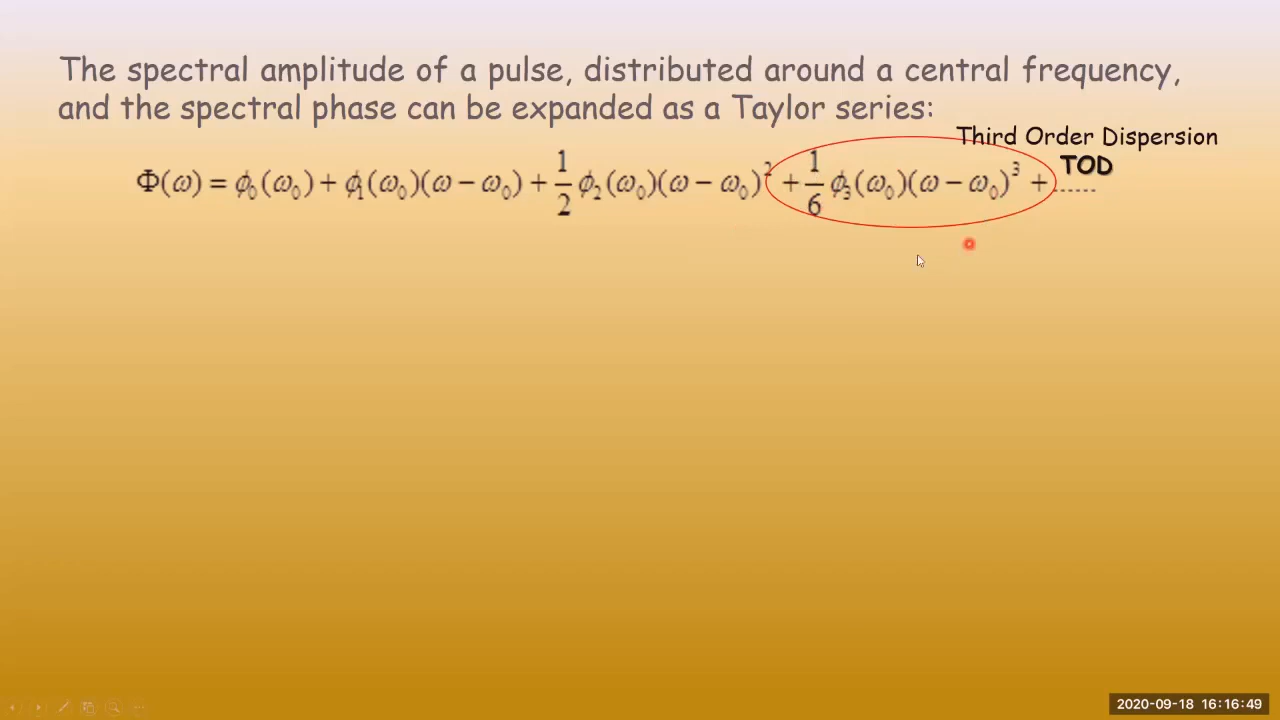 The spectral amplitude of a pulse, distributed around a central frequency,
and the spectral phase can be expanded as a Taylor series:
Third Order Dispersion
TOD
Φ(ω) = ϕ₀(ω₀) + ϕ₁(ω₀)(ω − ω₀) + 1/2 ϕ₂(ω₀)(ω − ω₀)² + 1/6 ϕ₃(ω₀)(ω − ω₀)³ + ......
2020-09-18 16:16:49